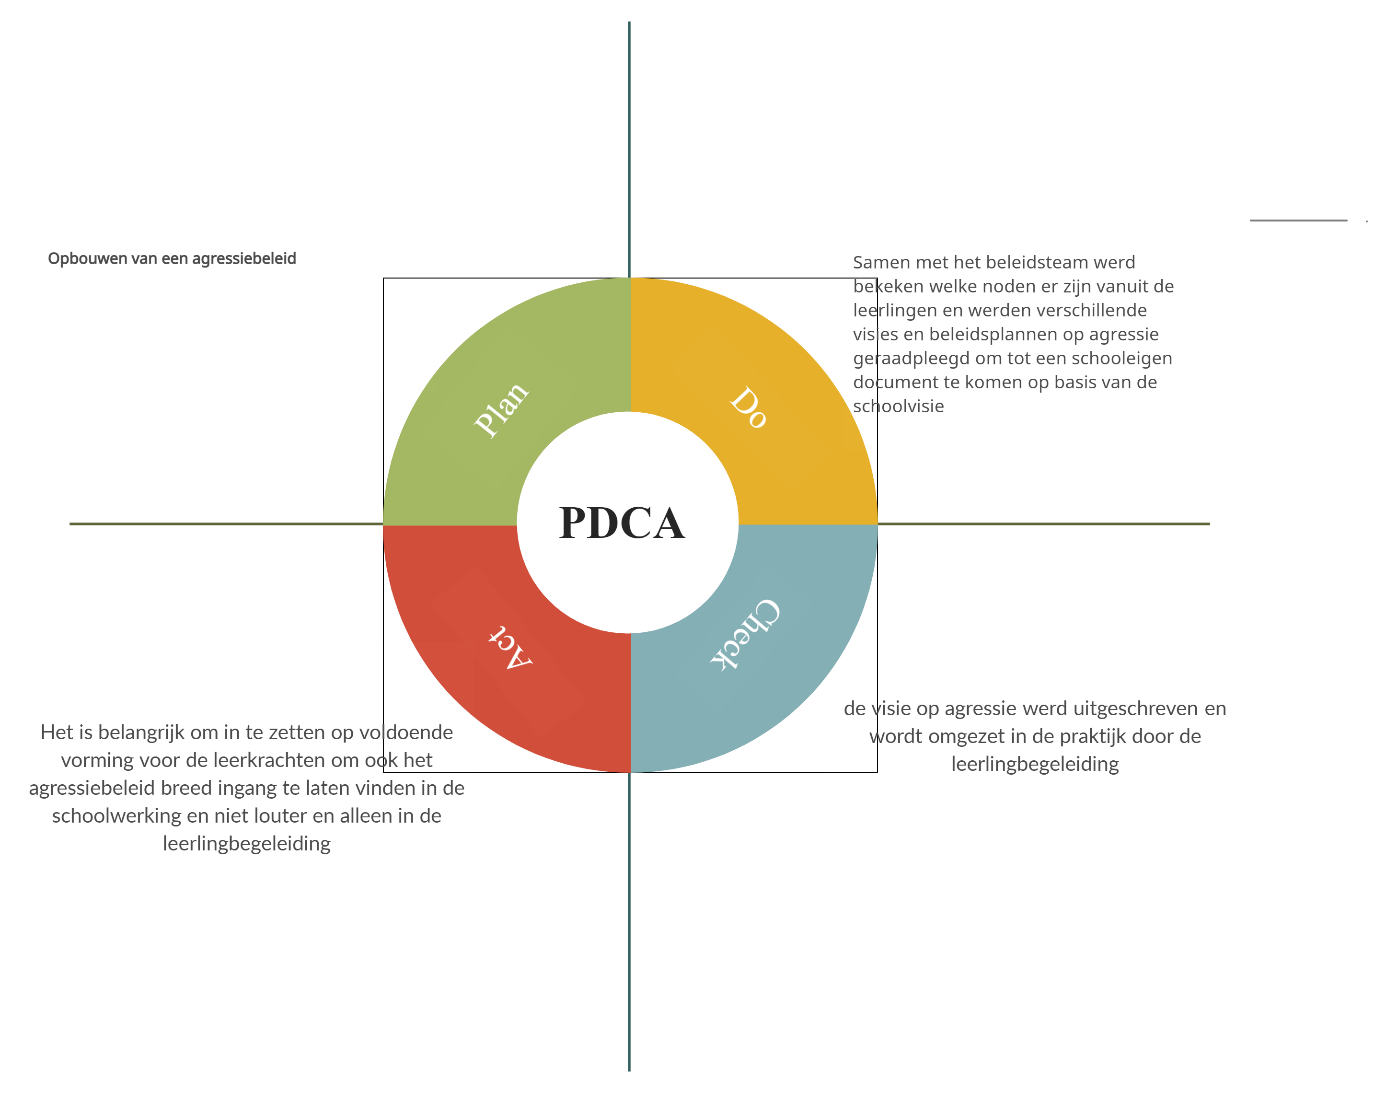 Opbouwen van een agressiebeleid
Samen met het beleidsteam werd
bekeken welke noden er zijn vanuit de
leerlingen en werden verschillende
visies en beleidsplannen op agressie
geraadpleegd om tot een schooleigen
document te komen op basis van de
schoolvisie
Plan
Do
PDCA
Act
Check
de visie op agressie werd uitgeschreven en
wordt omgezet in de praktijk door de
leerlingbegeleiding
Het is belangrijk om in te zetten op voldoende
vorming voor de leerkrachten om ook het
agressiebeleid breed ingang te laten vinden in de
schoolwerking en niet louter en alleen in de
leerlingbegeleiding